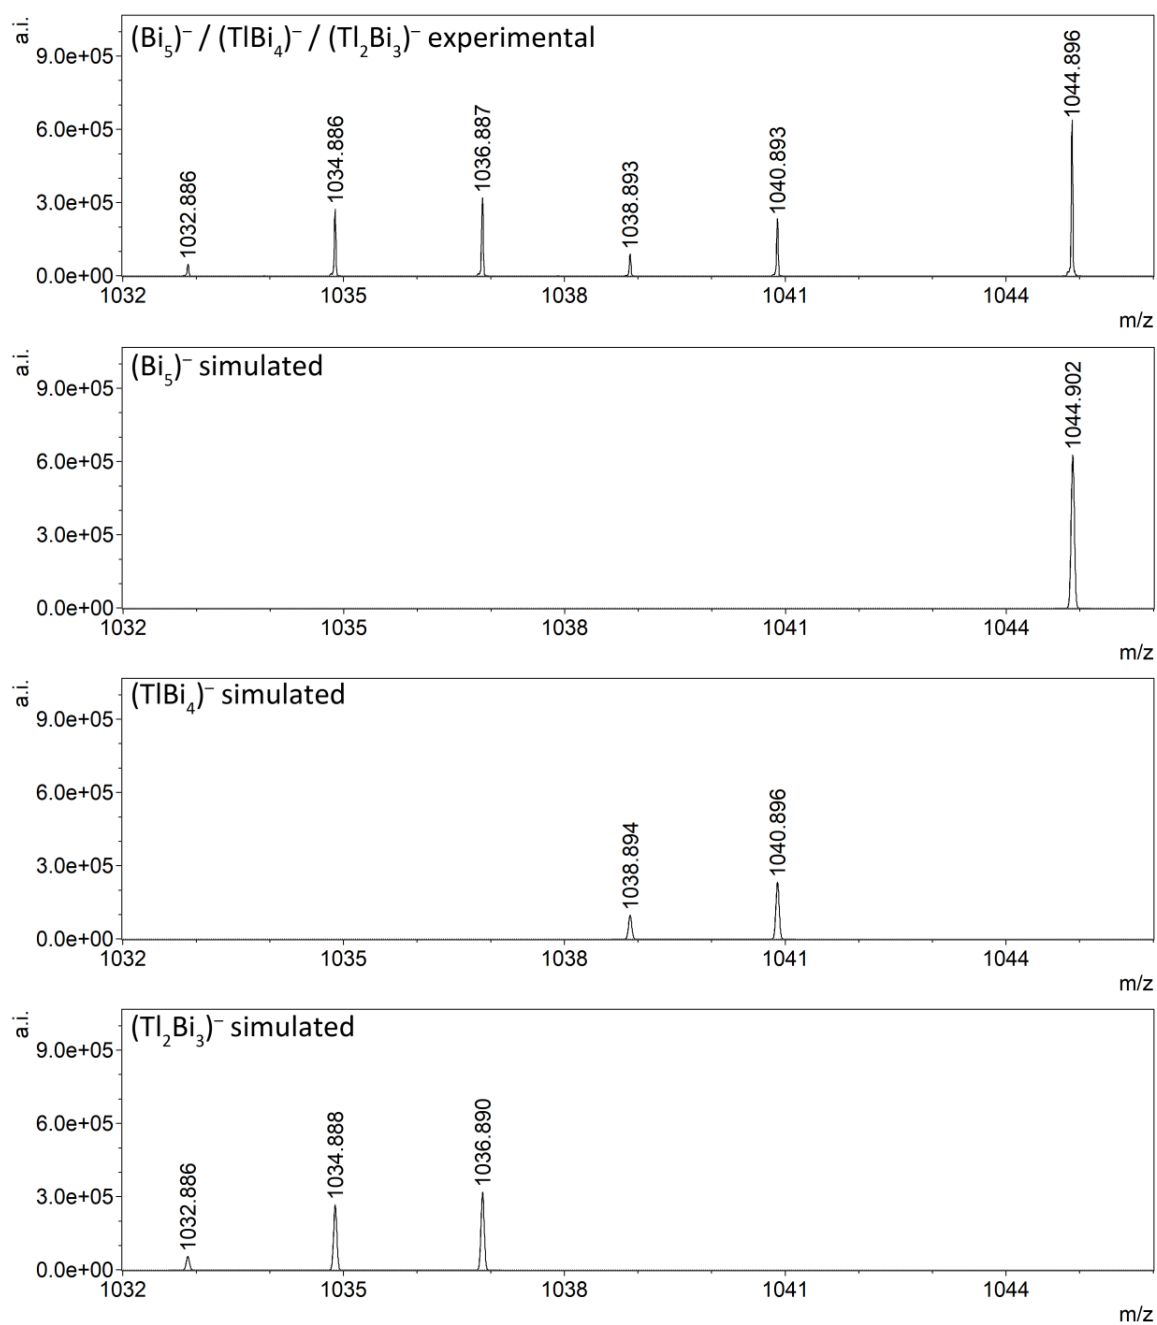 a.i.
(Bi₅)⁻ / (TlBi₄)⁻ / (Tl₂Bi₃)⁻ experimental
9.0e+05
6.0e+05
3.0e+05
0.0e+00
1032.886
1034.886
1036.887
1038.893
1040.893
1044.896
1032 1035 1038 1041 1044
m/z
a.i.
(Bi₅)⁻ simulated
9.0e+05
6.0e+05
3.0e+05
0.0e+00
1044.902
1032 1035 1038 1041 1044
m/z
a.i.
(TlBi₄)⁻ simulated
9.0e+05
6.0e+05
3.0e+05
0.0e+00
1038.894
1040.896
1032 1035 1038 1041 1044
m/z
a.i.
(Tl₂Bi₃)⁻ simulated
9.0e+05
6.0e+05
3.0e+05
0.0e+00
1032.886
1034.888
1036.890
1032 1035 1038 1041 1044
m/z